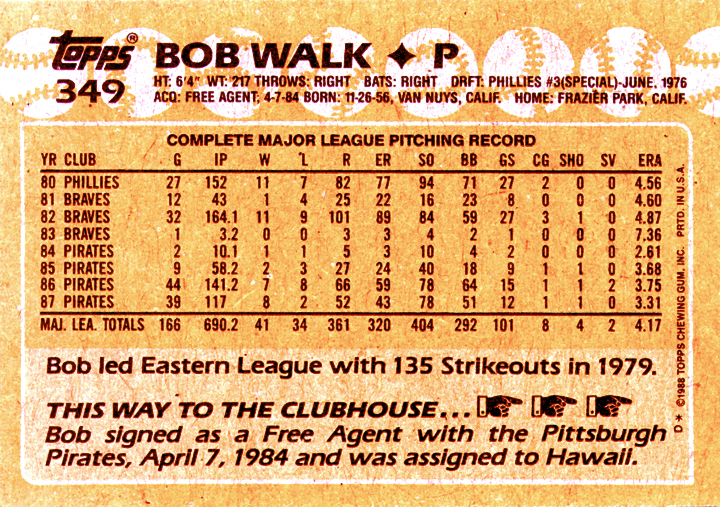 Topps®
349
BOB WALK ✦ P
HT: 6'4" WT: 217 THROWS: RIGHT BATS: RIGHT DRFT: PHILLIES #3(SPECIAL)-JUNE, 1976
ACQ: FREE AGENT, 4-7-84 BORN: 11-26-56, VAN NUYS, CALIF. HOME: FRAZIER PARK, CALIF.
COMPLETE MAJOR LEAGUE PITCHING RECORD
YR CLUB G IP W L R ER SO BB GS CG SHO SV ERA
80 PHILLIES 27 152 11 7 82 77 94 71 27 2 0 0 4.56
81 BRAVES 12 43 1 4 25 22 16 23 8 0 0 0 4.60
82 BRAVES 32 164.1 11 9 101 89 84 59 27 3 1 0 4.87
83 BRAVES 1 3.2 0 0 3 3 4 2 1 0 0 0 7.36
84 PIRATES 2 10.1 1 1 5 3 10 4 2 0 0 0 2.61
85 PIRATES 9 58.2 2 3 27 24 40 18 9 1 1 0 3.68
86 PIRATES 44 141.2 7 8 66 59 78 64 15 1 1 2 3.75
87 PIRATES 39 117 8 2 52 43 78 51 12 1 1 0 3.31
MAJ. LEA. TOTALS 166 690.2 41 34 361 320 404 292 101 8 4 2 4.17
Bob led Eastern League with 135 Strikeouts in 1979.
THIS WAY TO THE CLUBHOUSE...
Bob signed as a Free Agent with the Pittsburgh
Pirates, April 7, 1984 and was assigned to Hawaii.
D* ©1988 TOPPS CHEWING GUM, INC. PRTD. IN U.S.A.